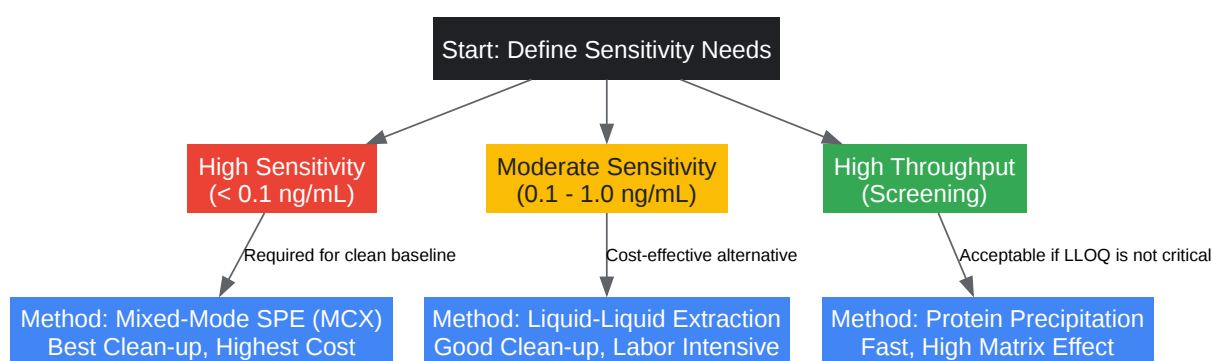 Start: Define Sensitivity Needs
High Sensitivity
(< 0.1 ng/mL)
Moderate Sensitivity
(0.1 - 1.0 ng/mL)
High Throughput
(Screening)
Required for clean baseline
Cost-effective alternative
Acceptable if LLOQ is not critical
Method: Mixed-Mode SPE (MCX)
Best Clean-up, Highest Cost
Method: Liquid-Liquid Extraction
Good Clean-up, Labor Intensive
Method: Protein Precipitation
Fast, High Matrix Effect